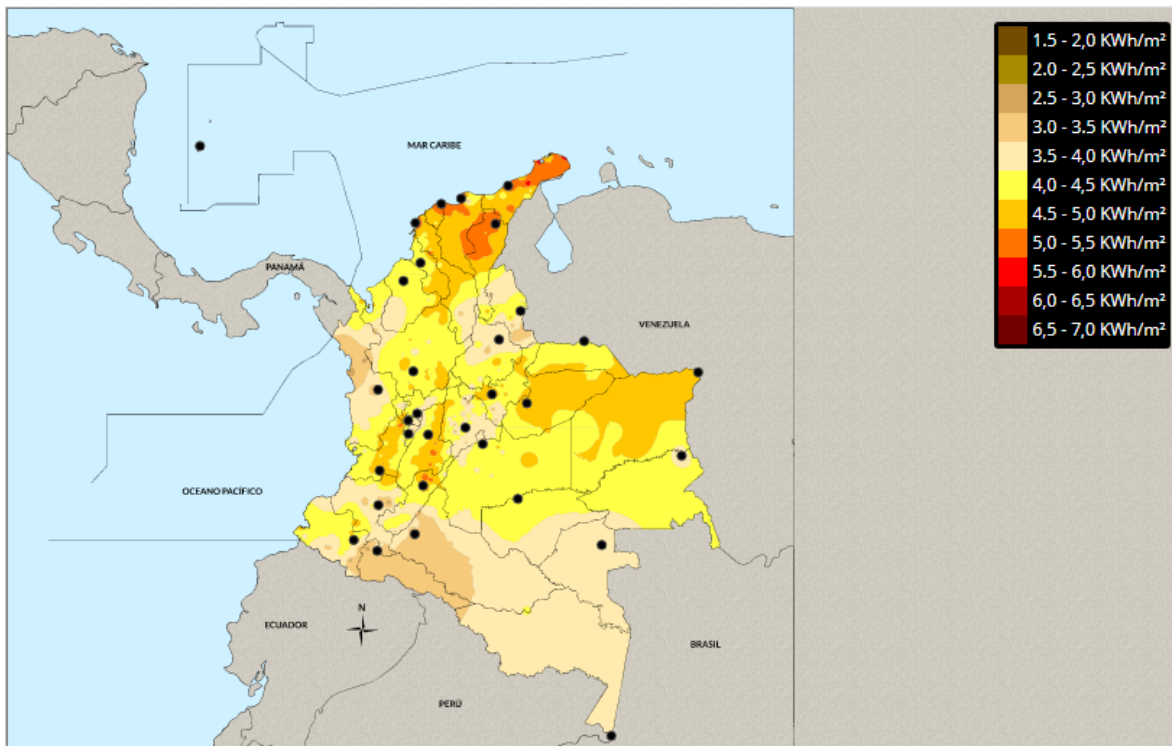 1.5 - 2,0 KWh/m²
2.0 - 2,5 KWh/m²
2.5 - 3,0 KWh/m²
3.0 - 3.5 KWh/m²
3.5 - 4,0 KWh/m²
4,0 - 4,5 KWh/m²
4.5 - 5,0 KWh/m²
5,0 - 5,5 KWh/m²
5.5 - 6,0 KWh/m²
6,0 - 6,5 KWh/m²
6,5 - 7,0 KWh/m²
MAR CARIBE
PANAMÁ
VENEZUELA
OCEANO PACÍFICO
N
ECUADOR
BRASIL
PERÚ